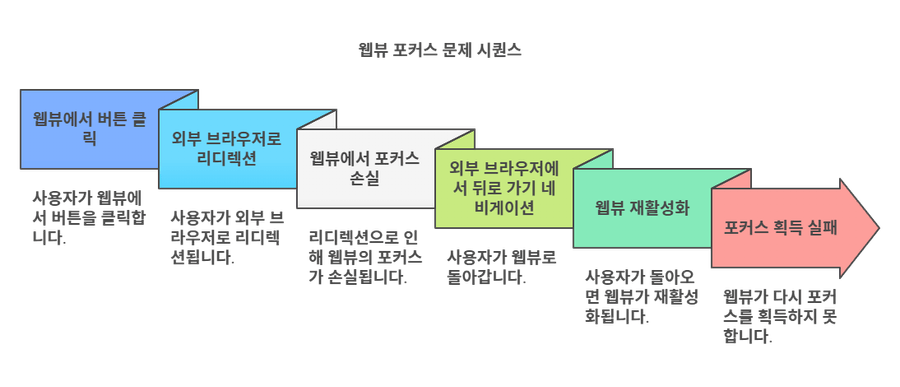 웹뷰 포커스 문제 시퀀스
웹뷰에서 버튼 클
릭
사용자가 웹뷰에
서 버튼을 클릭합
니다.
외부 브라우저로
리디렉션
사용자가 외부 브
라우저로 리디렉
션됩니다.
웹뷰에서 포커스
손실
리디렉션으로 인
해 웹뷰의 포커스
가 손실됩니다.
외부 브라우저에
서 뒤로 가기 네
비게이션
사용자가 웹뷰로
돌아갑니다.
웹뷰 재활성화
사용자가 돌아오
면 웹뷰가 재활성
화됩니다.
포커스 획득 실패
웹뷰가 다시 포커
스를 획득하지 못
합니다.